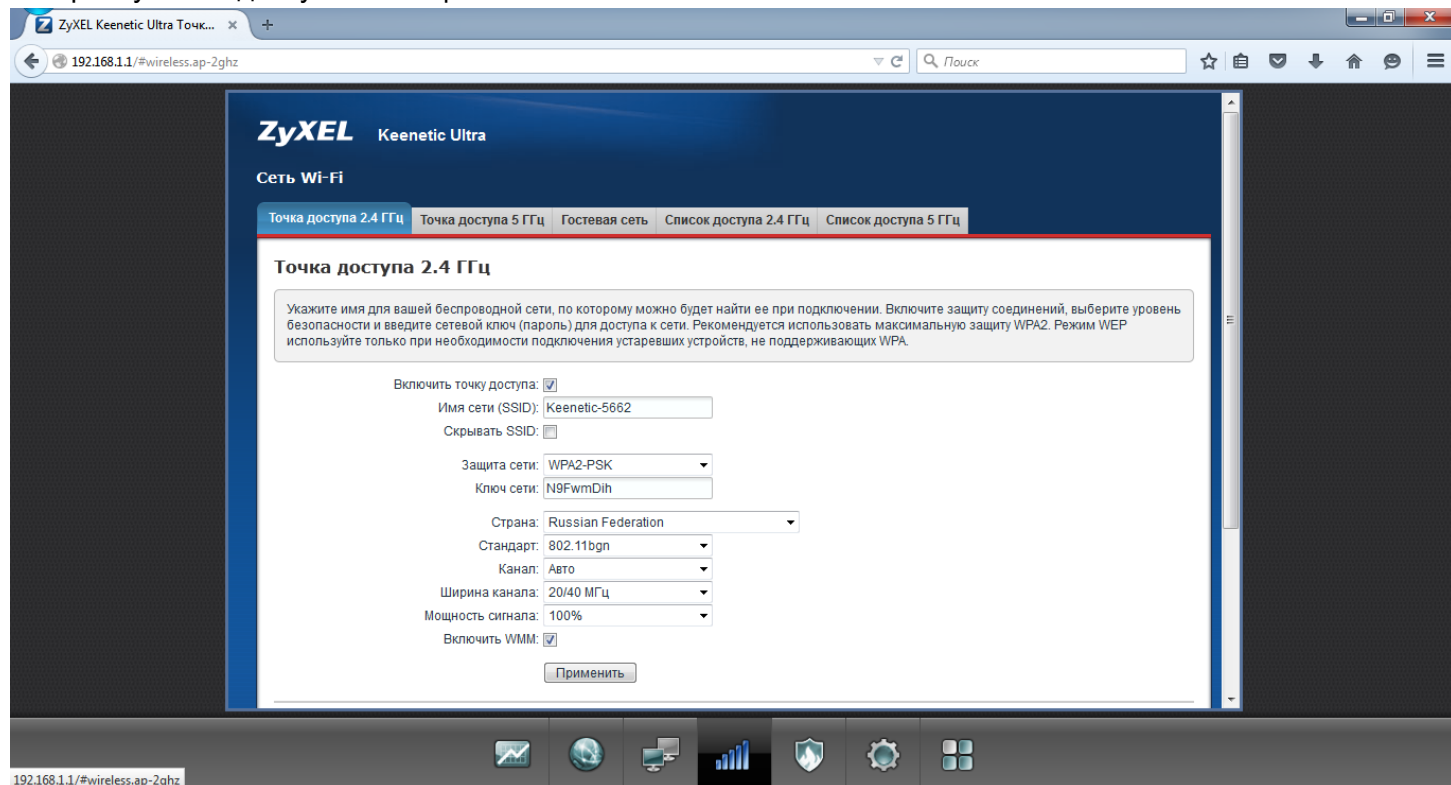 ZyXEL Keenetic Ultra Точк...
192.168.1.1/#wireless.ap-2ghz
Поиск
ZyXEL Keenetic Ultra
Сеть Wi-Fi
Точка доступа 2.4 ГГц Точка доступа 5 ГГц Гостевая сеть Список доступа 2.4 ГГц Список доступа 5 ГГц
Точка доступа 2.4 ГГц
Укажите имя для вашей беспроводной сети, по которому можно будет найти ее при подключении. Включите защиту соединений, выберите уровень
безопасности и введите сетевой ключ (пароль) для доступа к сети. Рекомендуется использовать максимальную защиту WPA2. Режим WEP
используйте только при необходимости подключения устаревших устройств, не поддерживающих WPA.
Включить точку доступа:
Имя сети (SSID): Keenetic-5662
Скрывать SSID:
Защита сети: WPA2-PSK
Ключ сети: N9FwmDih
Страна: Russian Federation
Стандарт: 802.11bgn
Канал: Авто
Ширина канала: 20/40 МГц
Мощность сигнала: 100%
Включить WMM:
Применить
192.168.1.1/#wireless.ap-2ghz